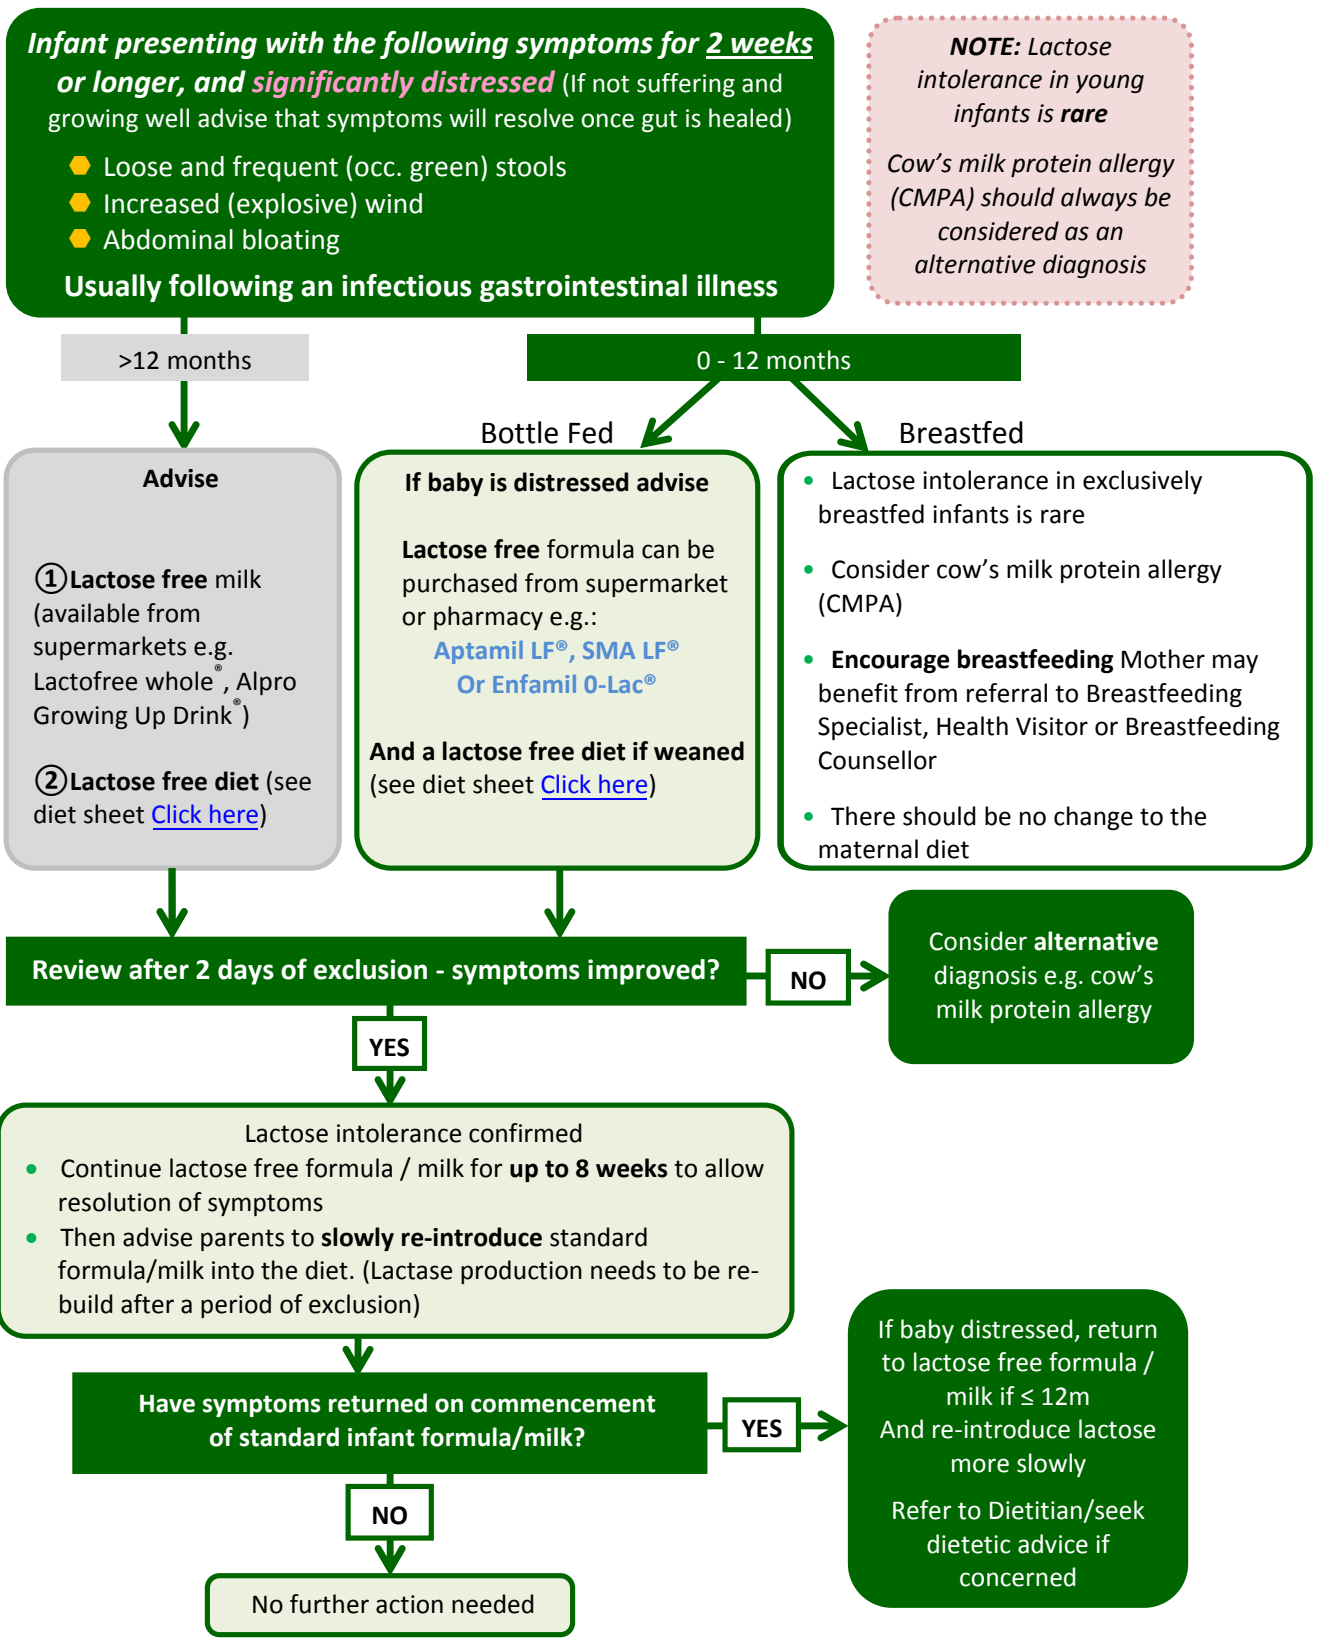 Infant presenting with the following symptoms for 2 weeks
or longer, and significantly distressed (If not suffering and
growing well advise that symptoms will resolve once gut is healed)
Loose and frequent (occ. green) stools
Increased (explosive) wind
Abdominal bloating
Usually following an infectious gastrointestinal illness
NOTE: Lactose
intolerance in young
infants is rare
Cow's milk protein allergy
(CMPA) should always be
considered as an
alternative diagnosis
>12 months
0 - 12 months
Bottle Fed
Breastfed
Advise
①Lactose free milk
(available from
supermarkets e.g.
Lactofree whole®, Alpro
Growing Up Drink®)
②Lactose free diet (see
diet sheet Click here)
If baby is distressed advise
Lactose free formula can be
purchased from supermarket
or pharmacy e.g.:
Aptamil LF®, SMA LF®
Or Enfamil 0-Lac®
And a lactose free diet if weaned
(see diet sheet Click here)
• Lactose intolerance in exclusively
breastfed infants is rare
• Consider cow's milk protein allergy
(CMPA)
• Encourage breastfeeding Mother may
benefit from referral to Breastfeeding
Specialist, Health Visitor or Breastfeeding
Counsellor
• There should be no change to the
maternal diet
Review after 2 days of exclusion - symptoms improved?
NO
Consider alternative
diagnosis e.g. cow's
milk protein allergy
YES
Lactose intolerance confirmed
• Continue lactose free formula / milk for up to 8 weeks to allow
resolution of symptoms
• Then advise parents to slowly re-introduce standard
formula/milk into the diet. (Lactase production needs to be re-
build after a period of exclusion)
Have symptoms returned on commencement
of standard infant formula/milk?
YES
If baby distressed, return
to lactose free formula /
milk if ≤ 12m
And re-introduce lactose
more slowly
Refer to Dietitian/seek
dietetic advice if
concerned
NO
No further action needed